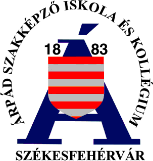 ÁRPÁD SZAKKÉPZŐ ISKOLA ÉS KOLLÉGIUM
18 83
Á
SZÉKESFEHÉRVÁR